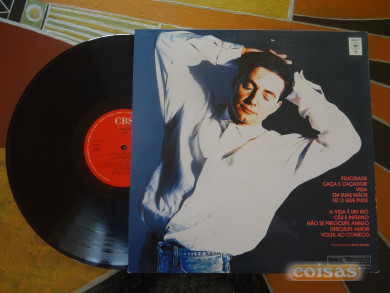 CBS
FELICIDADE
CAÇA E CAÇADOR
VIDA
EM SUAS MÃOS
FIZ O QUE PUDE
A VIDA É UM RIO
CÉU E INFERNO
NÃO SE PREOCUPE AMIGO
DESCULPE AMOR
VOLTA AO COMEÇO
coisas